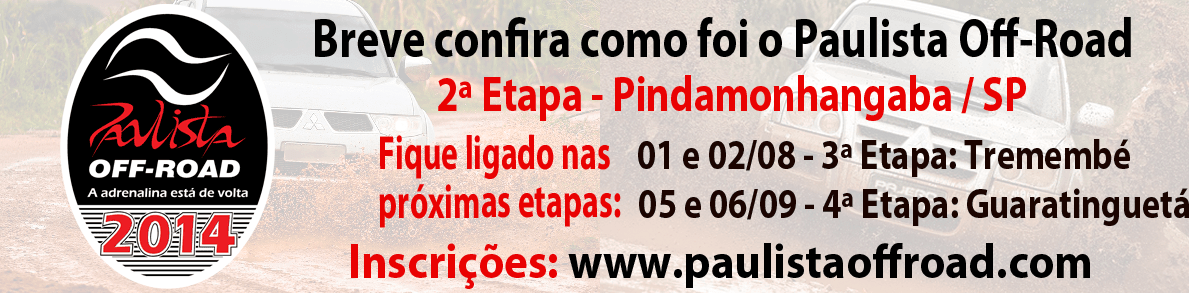 Paulista
OFF-ROAD
A adrenalina está de volta
2014
Breve confira como foi o Paulista Off-Road
2ª Etapa - Pindamonhangaba / SP
Fique ligado nas 01 e 02/08 - 3ª Etapa: Tremembé
próximas etapas: 05 e 06/09 - 4ª Etapa: Guaratinguetá
Inscrições: www.paulistaoffroad.com